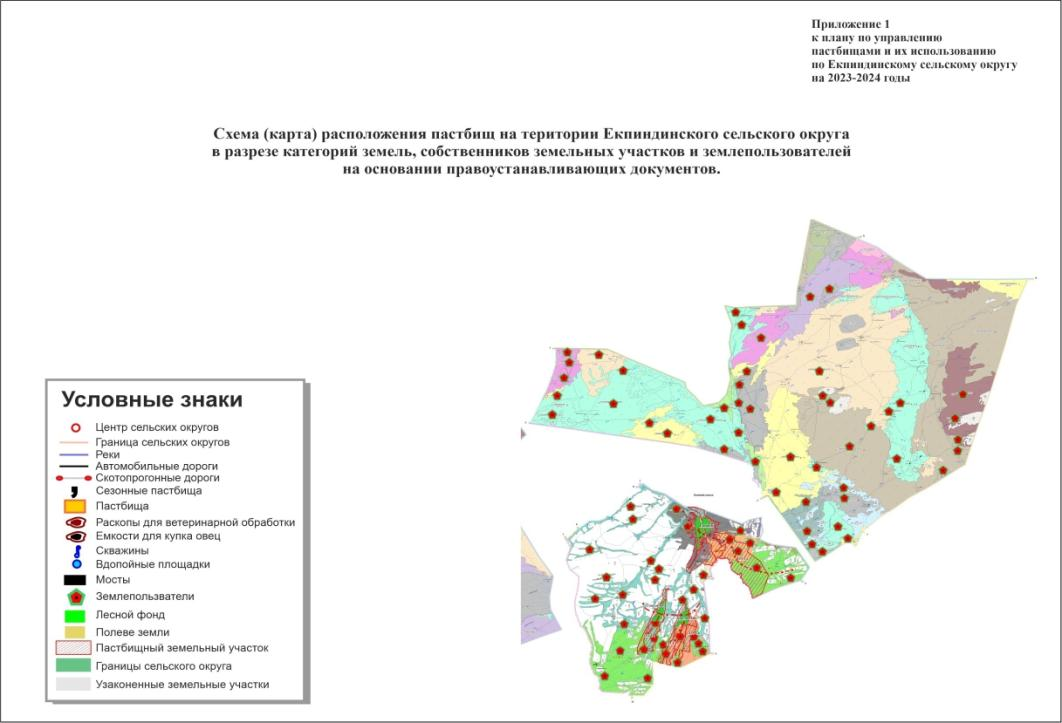 Приложение 1
к плану по управлению
пастбищами и их использованию
по Екпиндинскому сельскому округу
на 2023-2024 годы
Схема (карта) расположения пастбищ на територии Екпиндинского сельского округа
в разрезе категорий земель, собственников земельных участков и землепользователей
на основании правоустанавливающих документов.
Условные знаки
Центр сельских округов
Граница сельских округов
Реки
Автомобильные дороги
Скотопрогонные дороги
Сезонные пастбища
Пастбища
Раскопы для ветеринарной обработки
Емкости для купка овец
Скважины
Вдопойные площадки
Мосты
Землепользватели
Лесной фонд
Полеве земли
Пастбищный земельный участок
Границы сельского округа
Узаконенные земельные участки